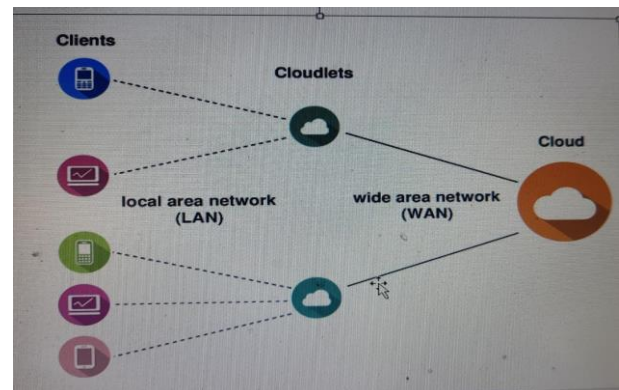 Clients
Cloudlets
Cloud
local area network
(LAN)
wide area network
(WAN)